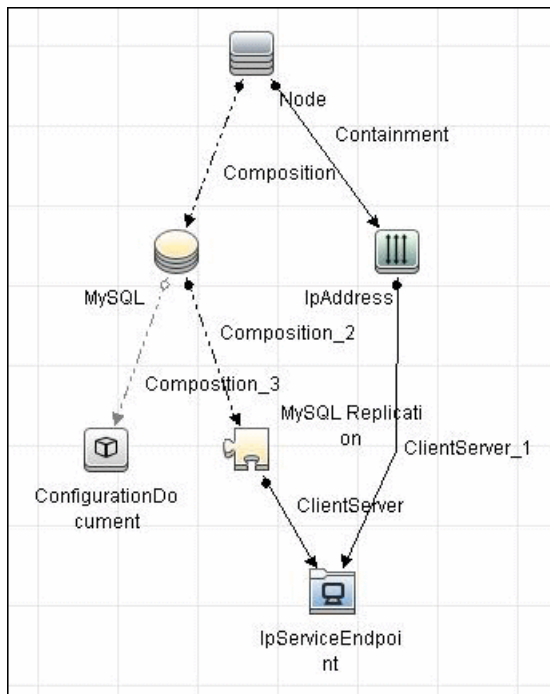 Node
Containment
Composition
MySQL
IpAddress
Composition_2
Composition_3
MySQL Replicati
on
ClientServer_1
ConfigurationDo
cument
ClientServer
IpServiceEndpoi
nt